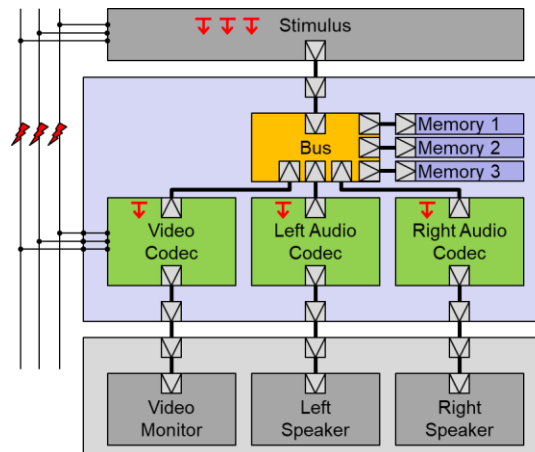 Stimulus
Bus
Memory 1
Memory 2
Memory 3
Video
Codec
Left Audio
Codec
Right Audio
Codec
Video
Monitor
Left
Speaker
Right
Speaker